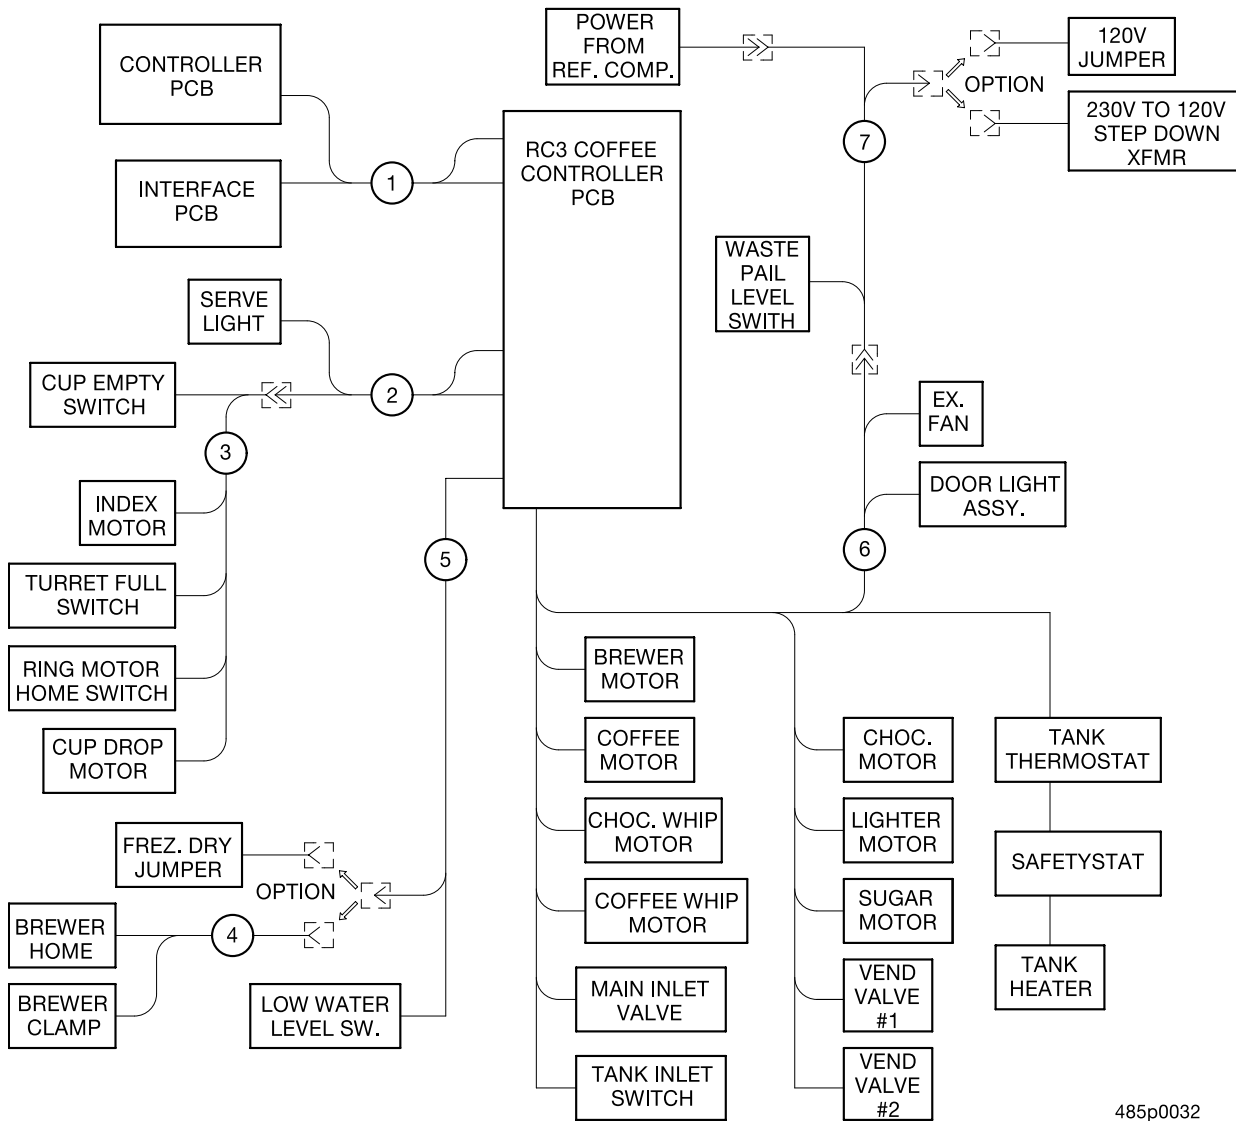 CONTROLLER
PCB
INTERFACE
PCB
1
SERVE
LIGHT
CUP EMPTY
SWITCH
2
3
INDEX
MOTOR
TURRET FULL
SWITCH
RING MOTOR
HOME SWITCH
CUP DROP
MOTOR
FREZ. DRY
JUMPER
OPTION
BREWER
HOME
4
BREWER
CLAMP
LOW WATER
LEVEL SW.
5
RC3 COFFEE
CONTROLLER
PCB
POWER
FROM
REF. COMP.
7
OPTION
120V
JUMPER
230V TO 120V
STEP DOWN
XFMR
WASTE
PAIL
LEVEL
SWITH
EX.
FAN
DOOR LIGHT
ASSY.
6
BREWER
MOTOR
COFFEE
MOTOR
CHOC. WHIP
MOTOR
COFFEE WHIP
MOTOR
MAIN INLET
VALVE
TANK INLET
SWITCH
CHOC.
MOTOR
LIGHTER
MOTOR
SUGAR
MOTOR
VEND
VALVE
#1
VEND
VALVE
#2
TANK
THERMOSTAT
SAFETYSTAT
TANK
HEATER
485p0032